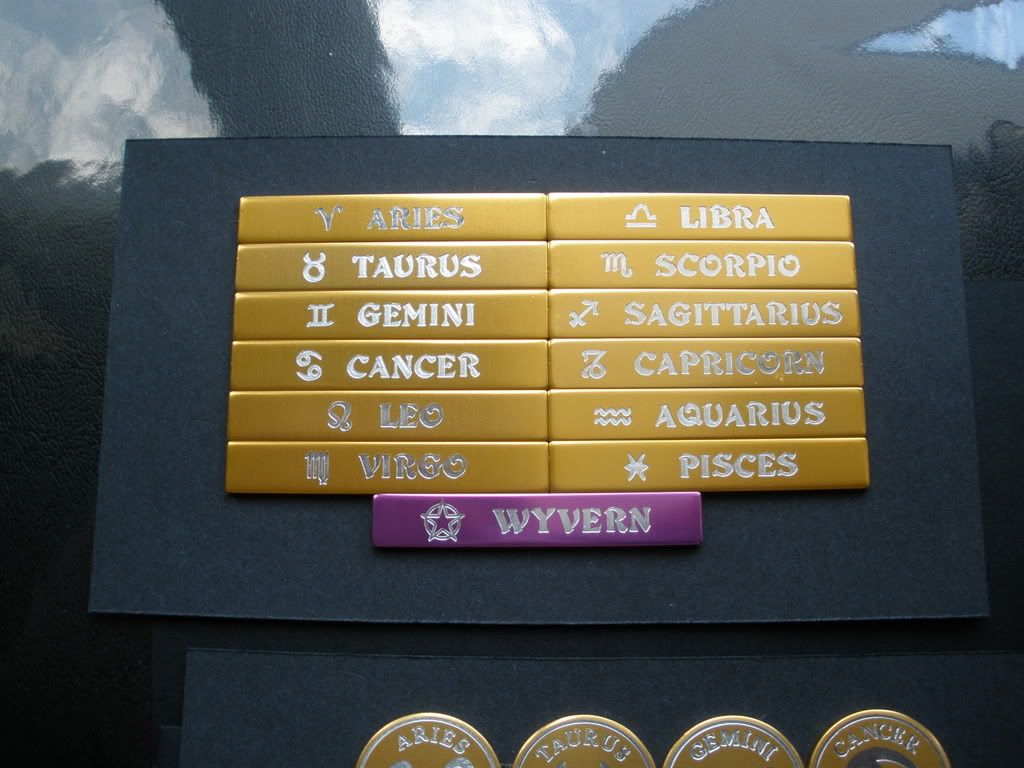 ♈ ARIES
♉ TAURUS
♊ GEMINI
♋ CANCER
♌ LEO
♍ VIRGO
♎ LIBRA
♏ SCORPIO
♐ SAGITTARIUS
♑ CAPRICORN
♒ AQUARIUS
♓ PISCES
WYVERN
ARIES
TAURUS
GEMINI
CANCER